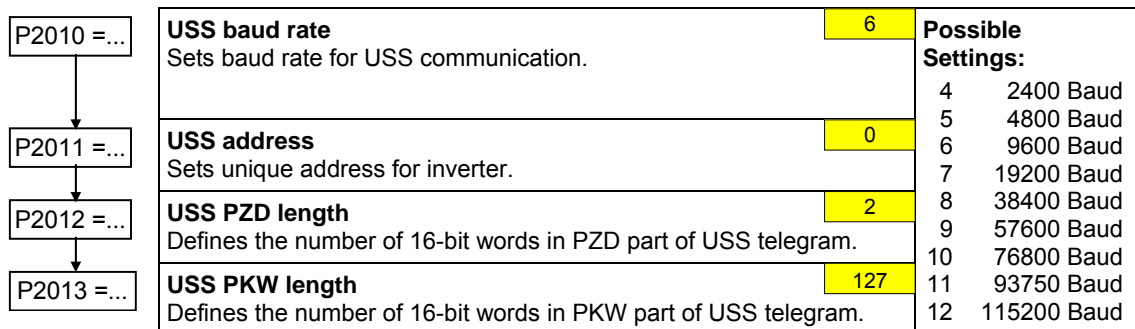 P2010 =...
USS baud rate
6
Sets baud rate for USS communication.
P2011 =...
USS address
0
Sets unique address for inverter.
P2012 =...
USS PZD length
2
Defines the number of 16-bit words in PZD part of USS telegram.
P2013 =...
USS PKW length
127
Defines the number of 16-bit words in PKW part of USS telegram.
Possible
Settings:
4 2400 Baud
5 4800 Baud
6 9600 Baud
7 19200 Baud
8 38400 Baud
9 57600 Baud
10 76800 Baud
11 93750 Baud
12 115200 Baud